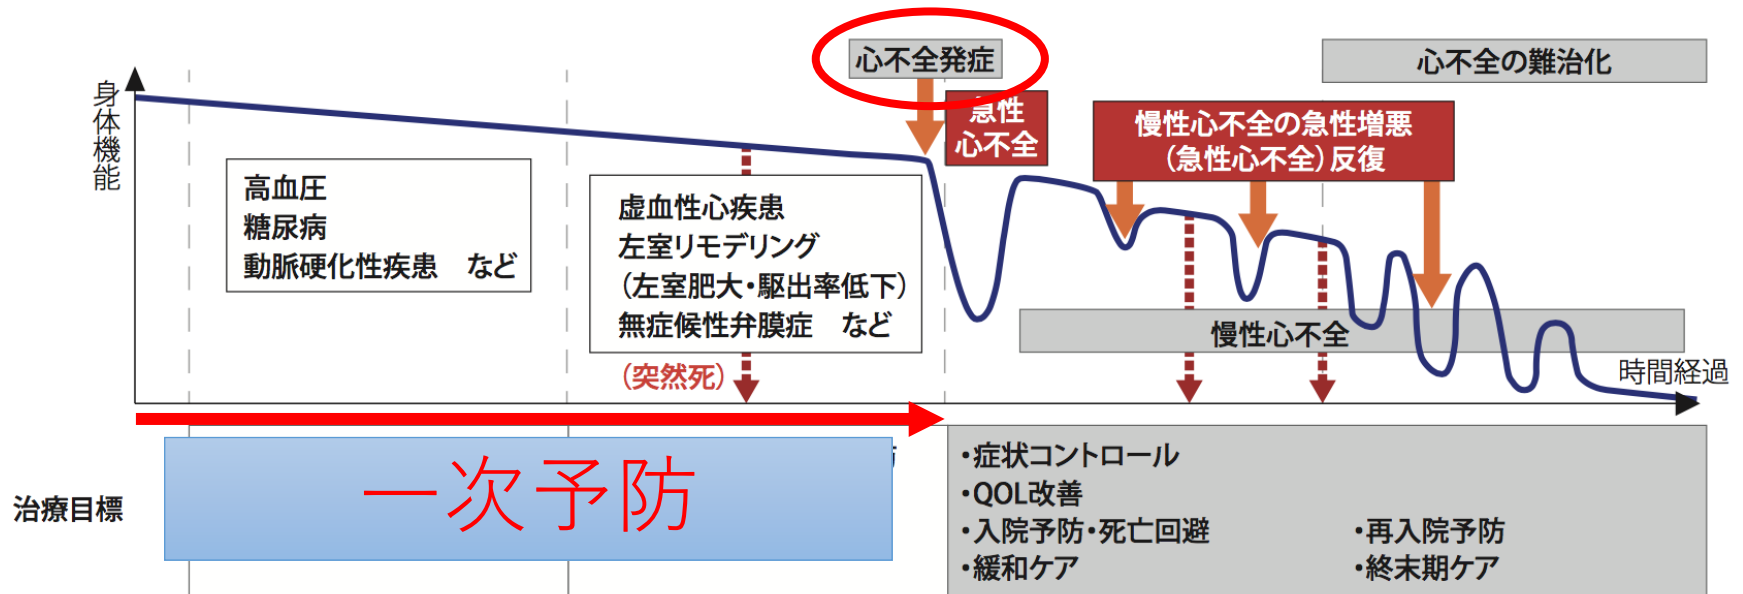 心不全発症
心不全の難治化
身体機能
急性
心不全
慢性心不全の急性増悪
（急性心不全）反復
高血圧
糖尿病
動脈硬化性疾患　など
虚血性心疾患
左室リモデリング
（左室肥大・駆出率低下）
無症候性弁膜症　など
（突然死）
慢性心不全
時間経過
治療目標
一次予防
・症状コントロール
・QOL改善
・入院予防・死亡回避
・緩和ケア
・再入院予防
・終末期ケア